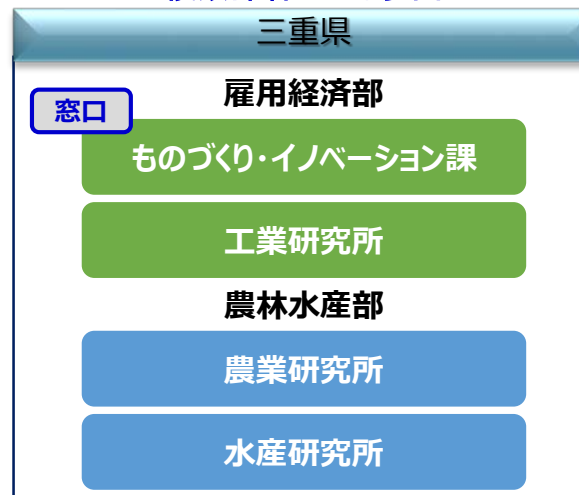 三重県
雇用経済部
窓口
ものづくり・イノベーション課
工業研究所
農林水産部
農業研究所
水産研究所